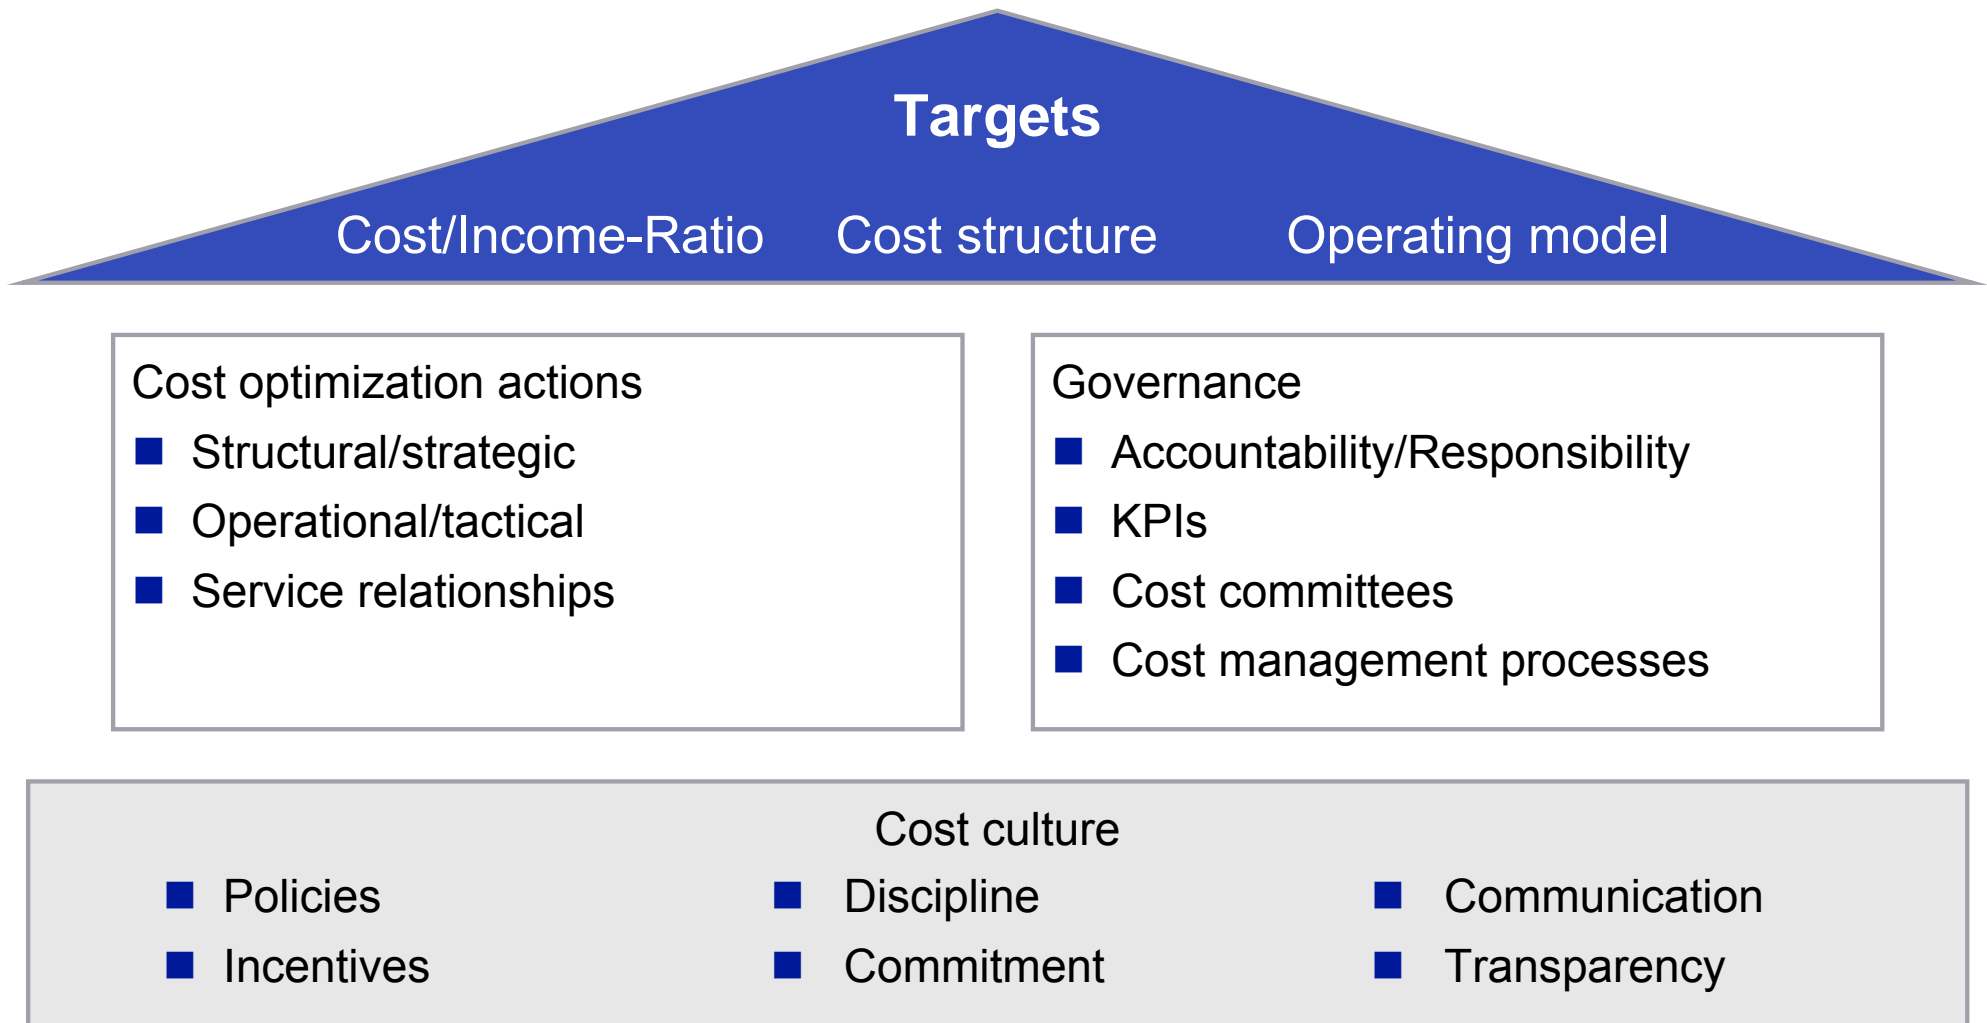 Targets
Cost/Income-Ratio Cost structure Operating model
Cost optimization actions
Structural/strategic
Operational/tactical
Service relationships
Governance
Accountability/Responsibility
KPIs
Cost committees
Cost management processes
Cost culture
Policies Discipline Communication
Incentives Commitment Transparency